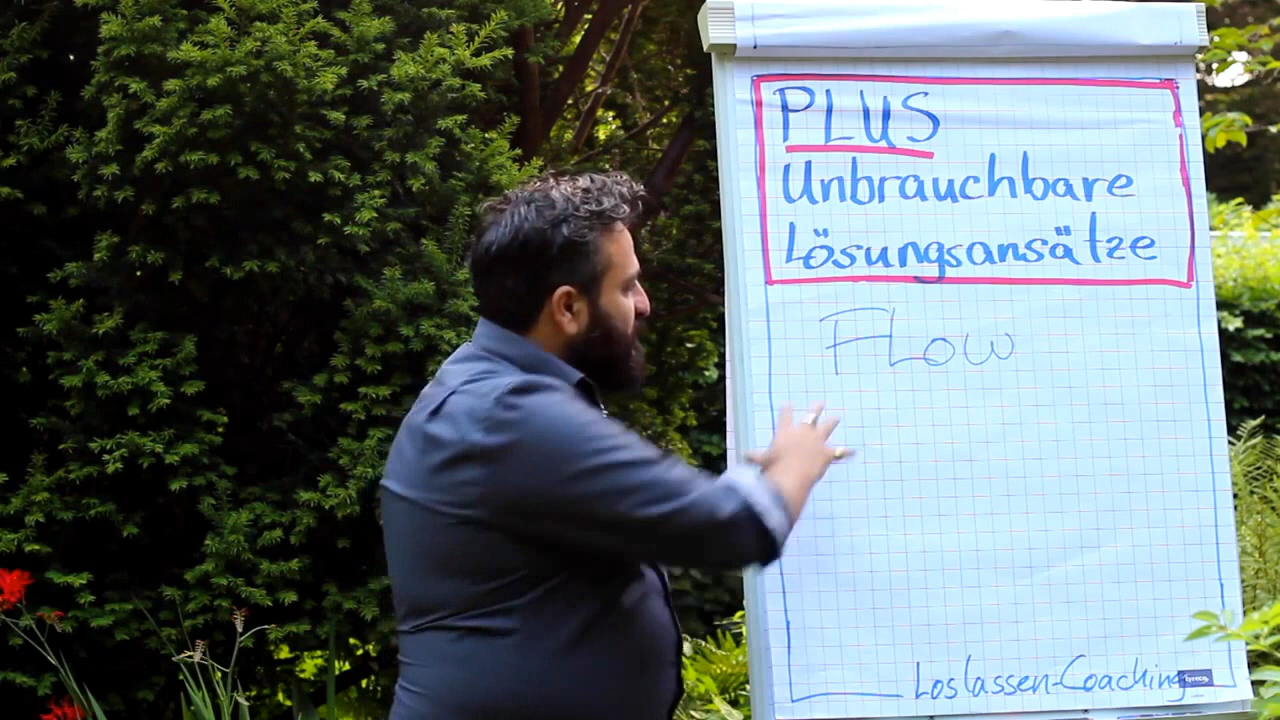 PLUS
Unbrauchbare
Lösungsansätze
FLOW
Loslassen-Coaching